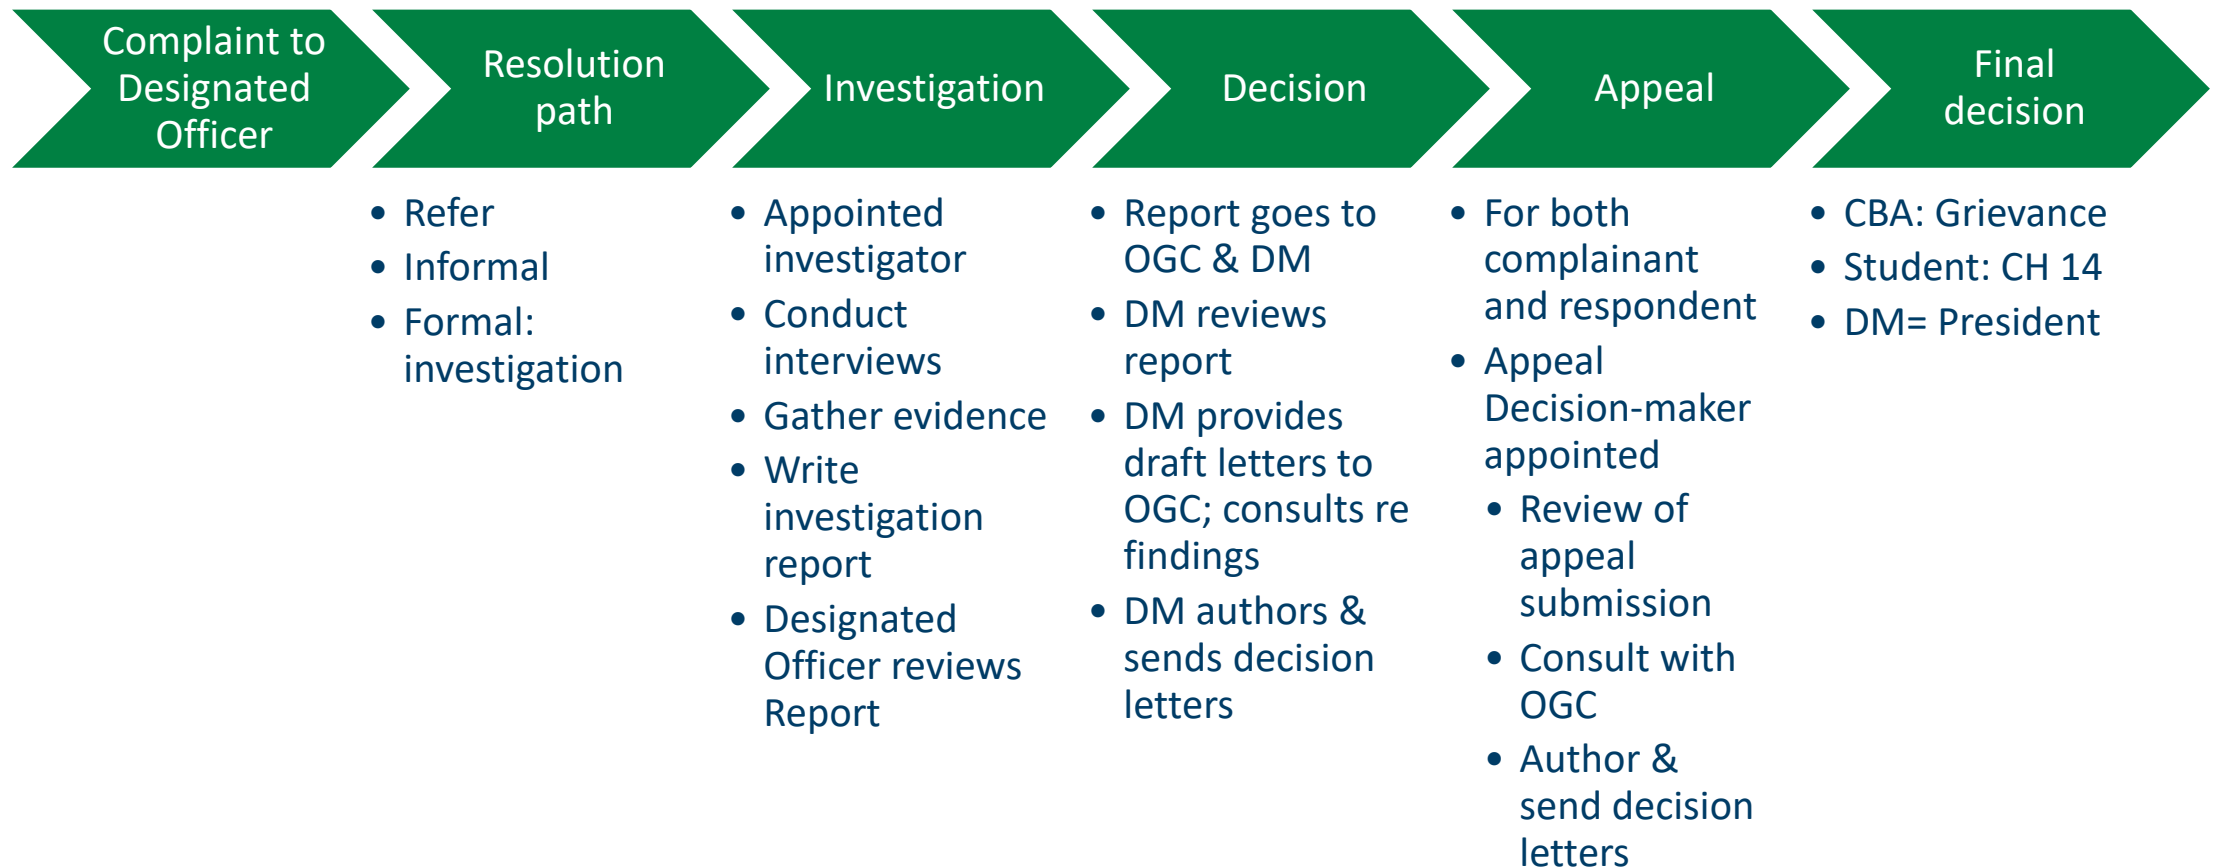 Complaint to
Designated
Officer
Resolution
path
Investigation
Decision
Appeal
Final
decision
• Refer
• Informal
• Formal:
investigation
• Appointed
investigator
• Conduct
interviews
• Gather evidence
• Write
investigation
report
• Designated
Officer reviews
Report
• Report goes to
OGC & DM
• DM reviews
report
• DM provides
draft letters to
OGC; consults re
findings
• DM authors &
sends decision
letters
• For both
complainant
and respondent
• Appeal
Decision-maker
appointed
• Review of
appeal
submission
• Consult with
OGC
• Author &
send decision
letters
• CBA: Grievance
• Student: CH 14
• DM= President